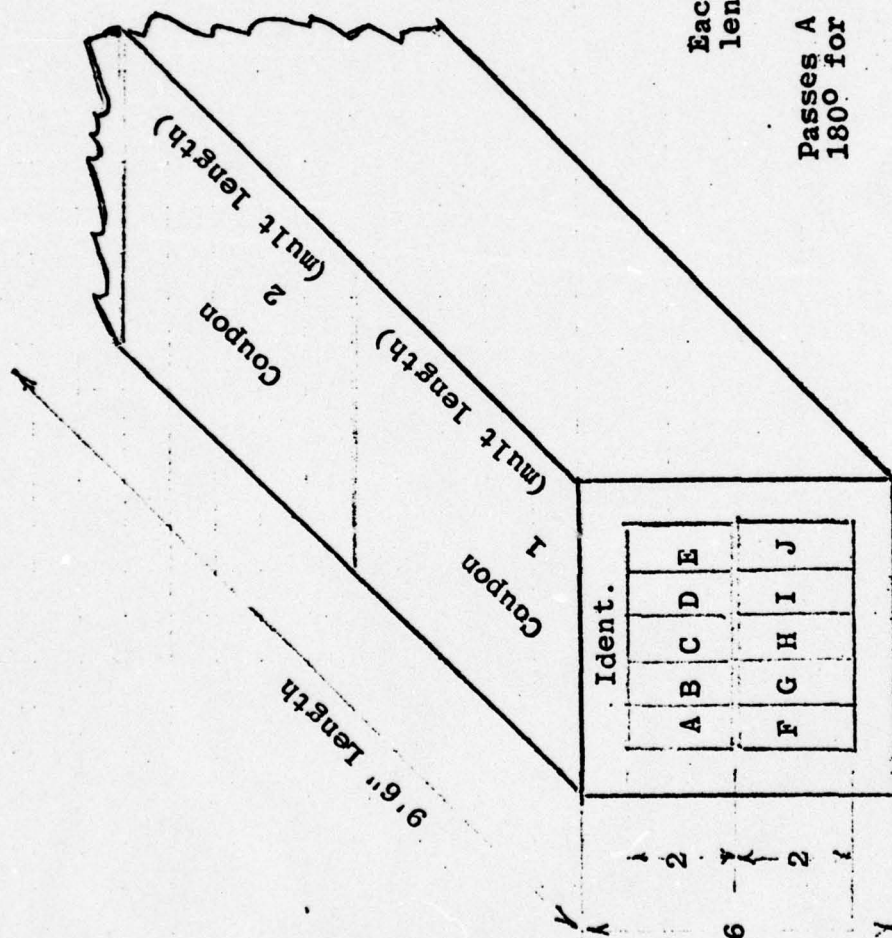 Coupon 2 (mult length)
Coupon 1 (mult length)
9'6" Length
Ident.
A B C D E
F G H I J
2
2
6
Eac
len
Passes A
180° for